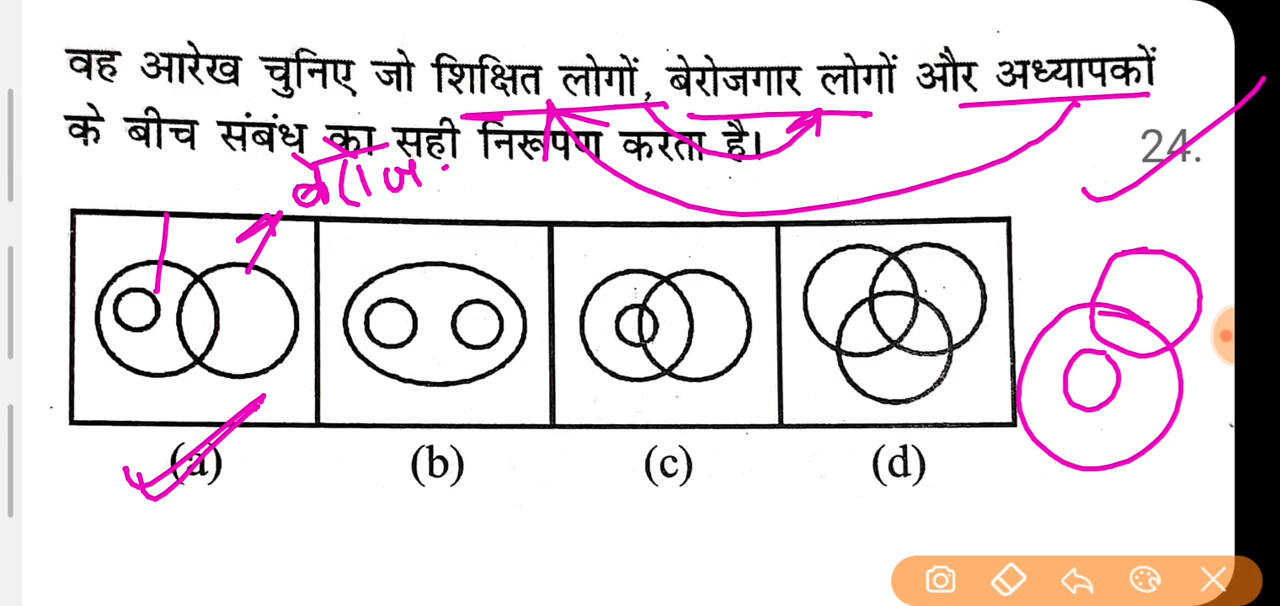 वह आरेख चुनिए जो शिक्षित लोगों, बेरोजगार लोगों और अध्यापकों
के बीच संबंध का सही निरूपण करता है।
24.
बेरोज.
(a) (b) (c) (d)